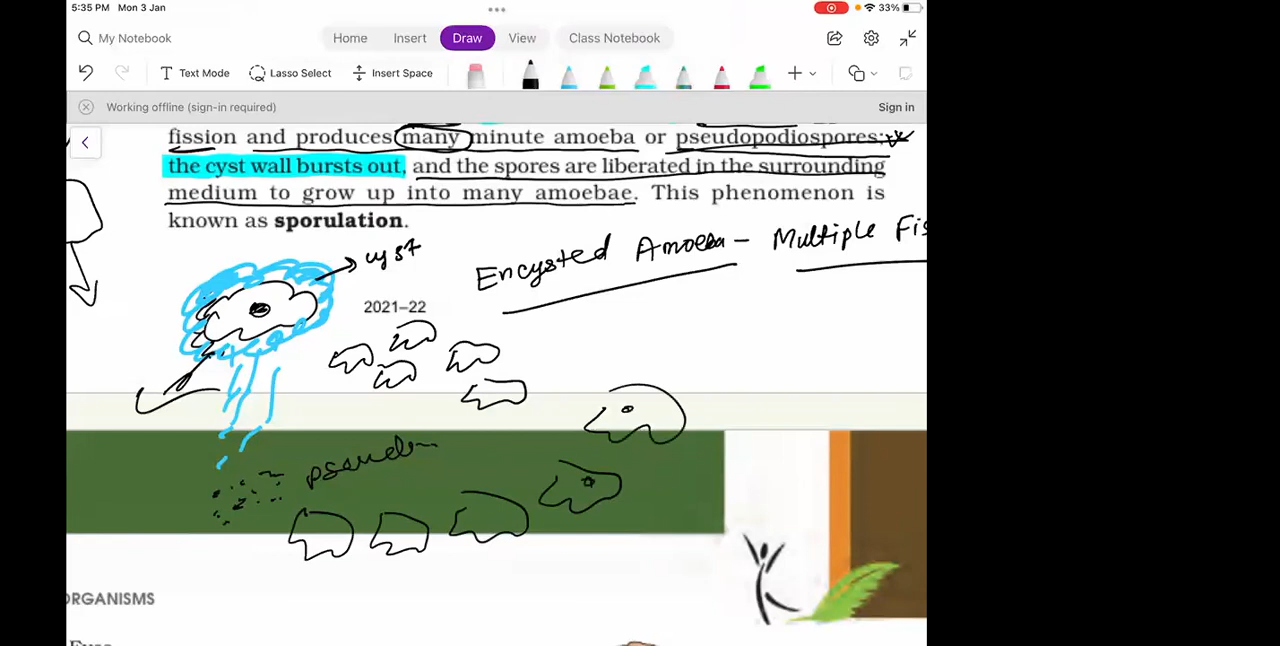 5:35 PM Mon 3 Jan
33%
My Notebook
Home Insert Draw View Class Notebook
Text Mode Lasso Select Insert Space
Working offline (sign-in required) Sign in
fission and produces many minute amoeba or pseudopodiospores;
the cyst wall bursts out, and the spores are liberated in the surrounding
medium to grow up into many amoebae. This phenomenon is
known as sporulation.
cyst
Encysted Amoeba - Multiple Fis
2021–22
pseudo
ORGANISMS